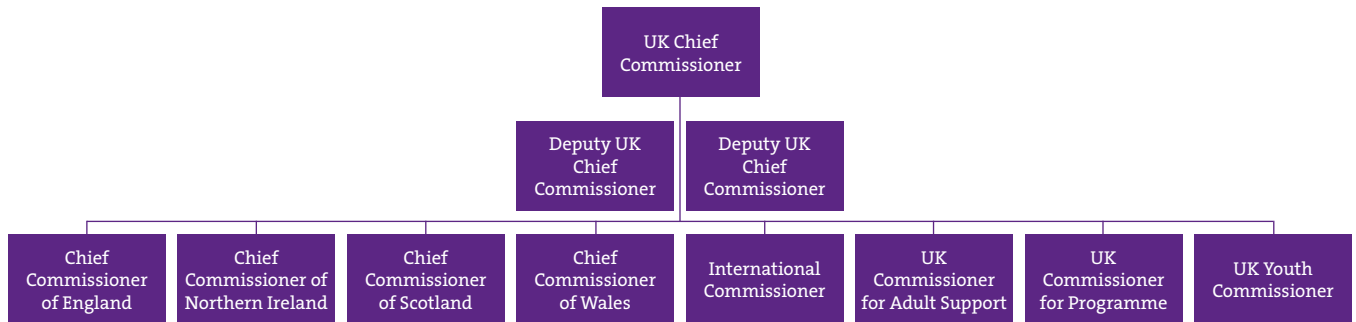 UK Chief
Commissioner
Deputy UK
Chief
Commissioner
Deputy UK
Chief
Commissioner
Chief
Commissioner
of England
Chief
Commissioner of
Northern Ireland
Chief
Commissioner
of Scotland
Chief
Commissioner
of Wales
International
Commissioner
UK
Commissioner
for Adult Support
UK
Commissioner
for Programme
UK Youth
Commissioner